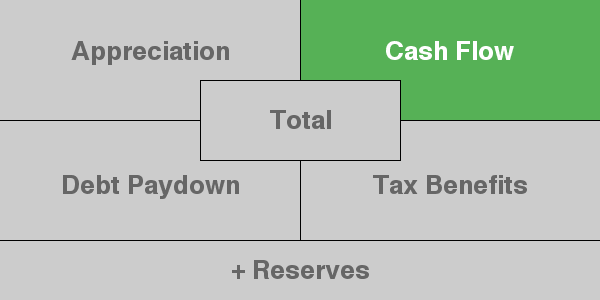 Appreciation
Cash Flow
Total
Debt Paydown
Tax Benefits
+ Reserves